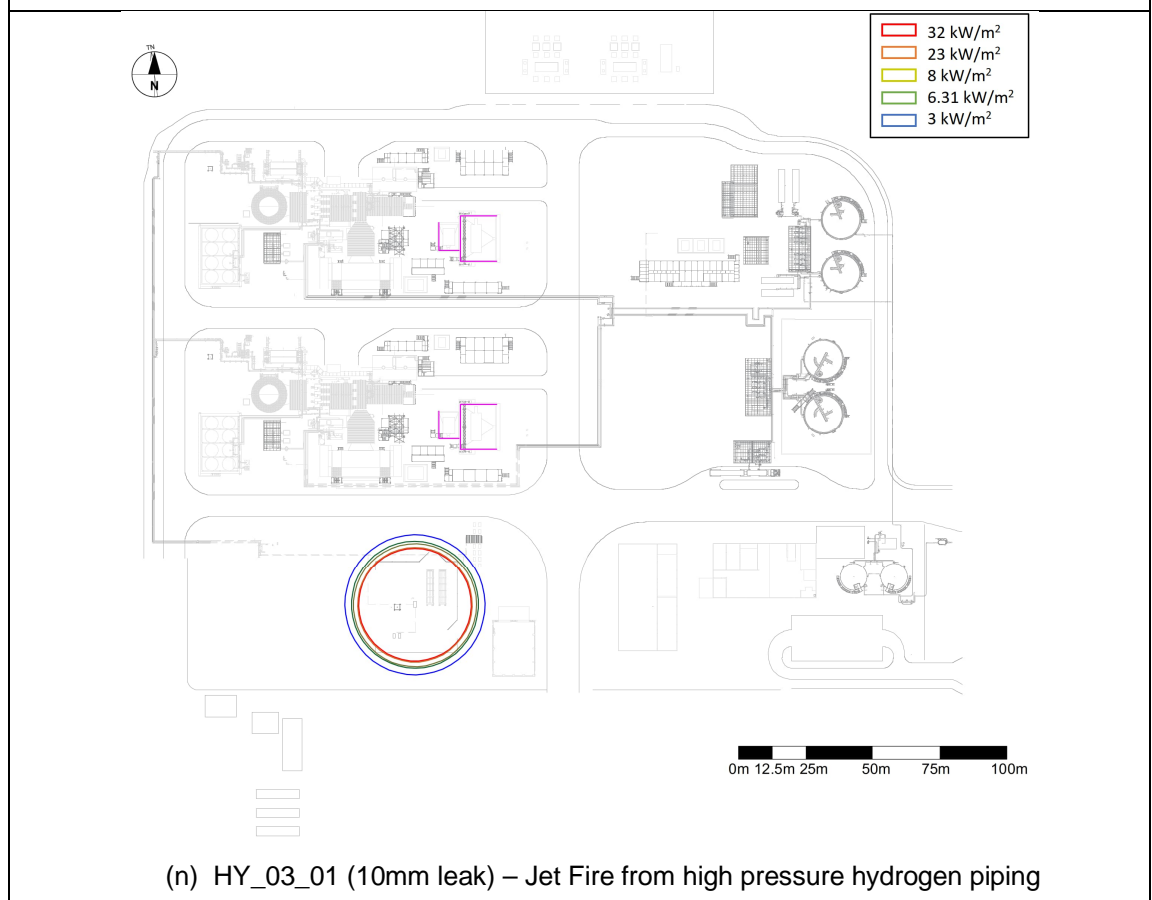 TN
N
32 kW/m²
23 kW/m²
8 kW/m²
6.31 kW/m²
3 kW/m²
0m 12.5m 25m 50m 75m 100m
(n) HY_03_01 (10mm leak) – Jet Fire from high pressure hydrogen piping